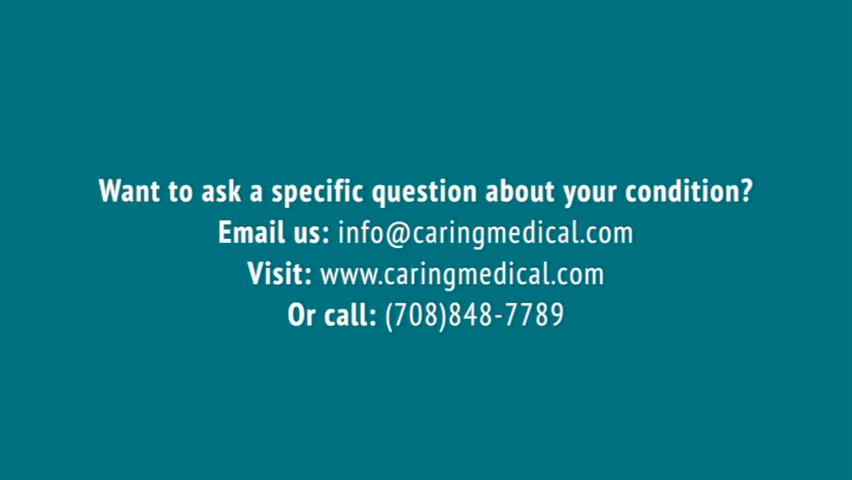 Want to ask a specific question about your condition?
Email us: info@caringmedical.com
Visit: www.caringmedical.com
Or call: (708)848-7789